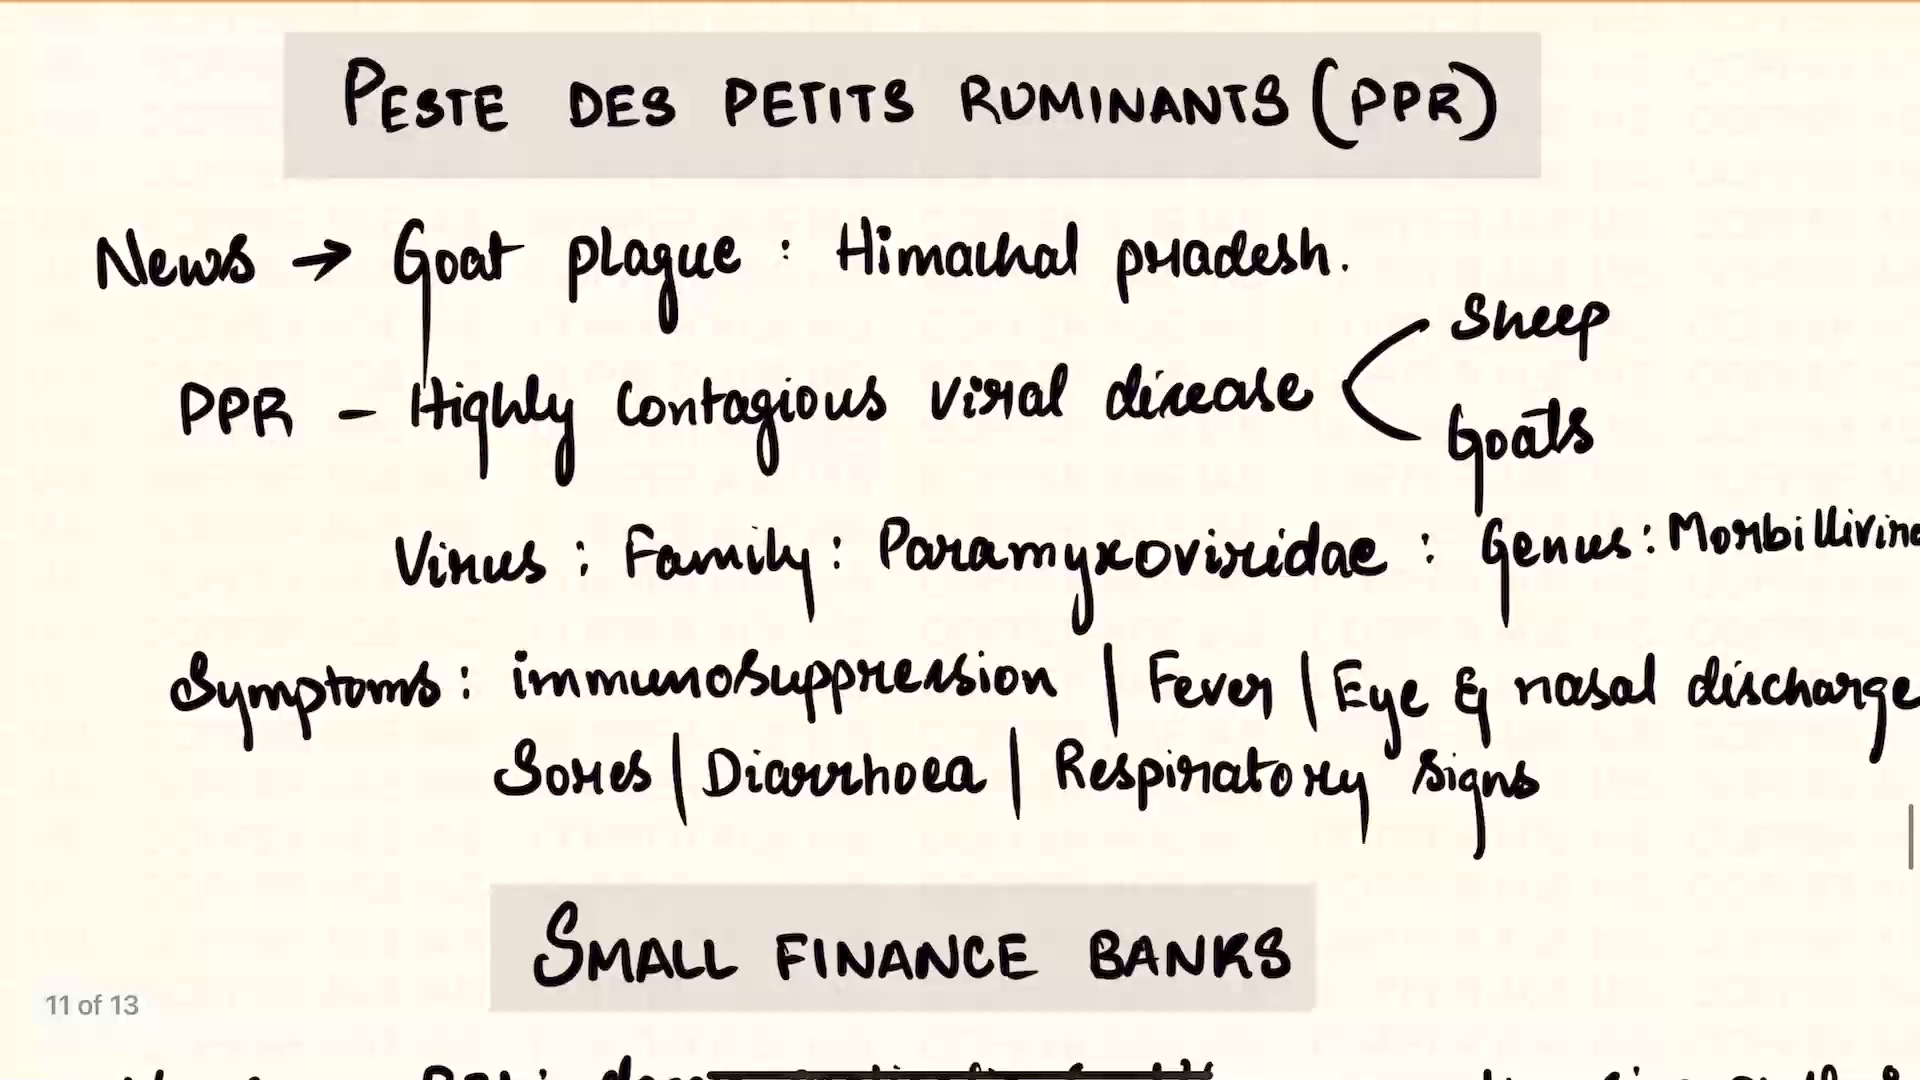 PESTE DES PETITS RUMINANTS (PPR)
News → Goat plague : Himachal pradesh.
Sheep
PPR - Highly contagious viral disease
Goats
Virus : Family : Paramyxoviridae : Genus : Morbillivirus
Symptoms : immunosuppression | Fever | Eye & nasal discharge
Sores | Diarrhoea | Respiratory signs
SMALL FINANCE BANKS
11 of 13